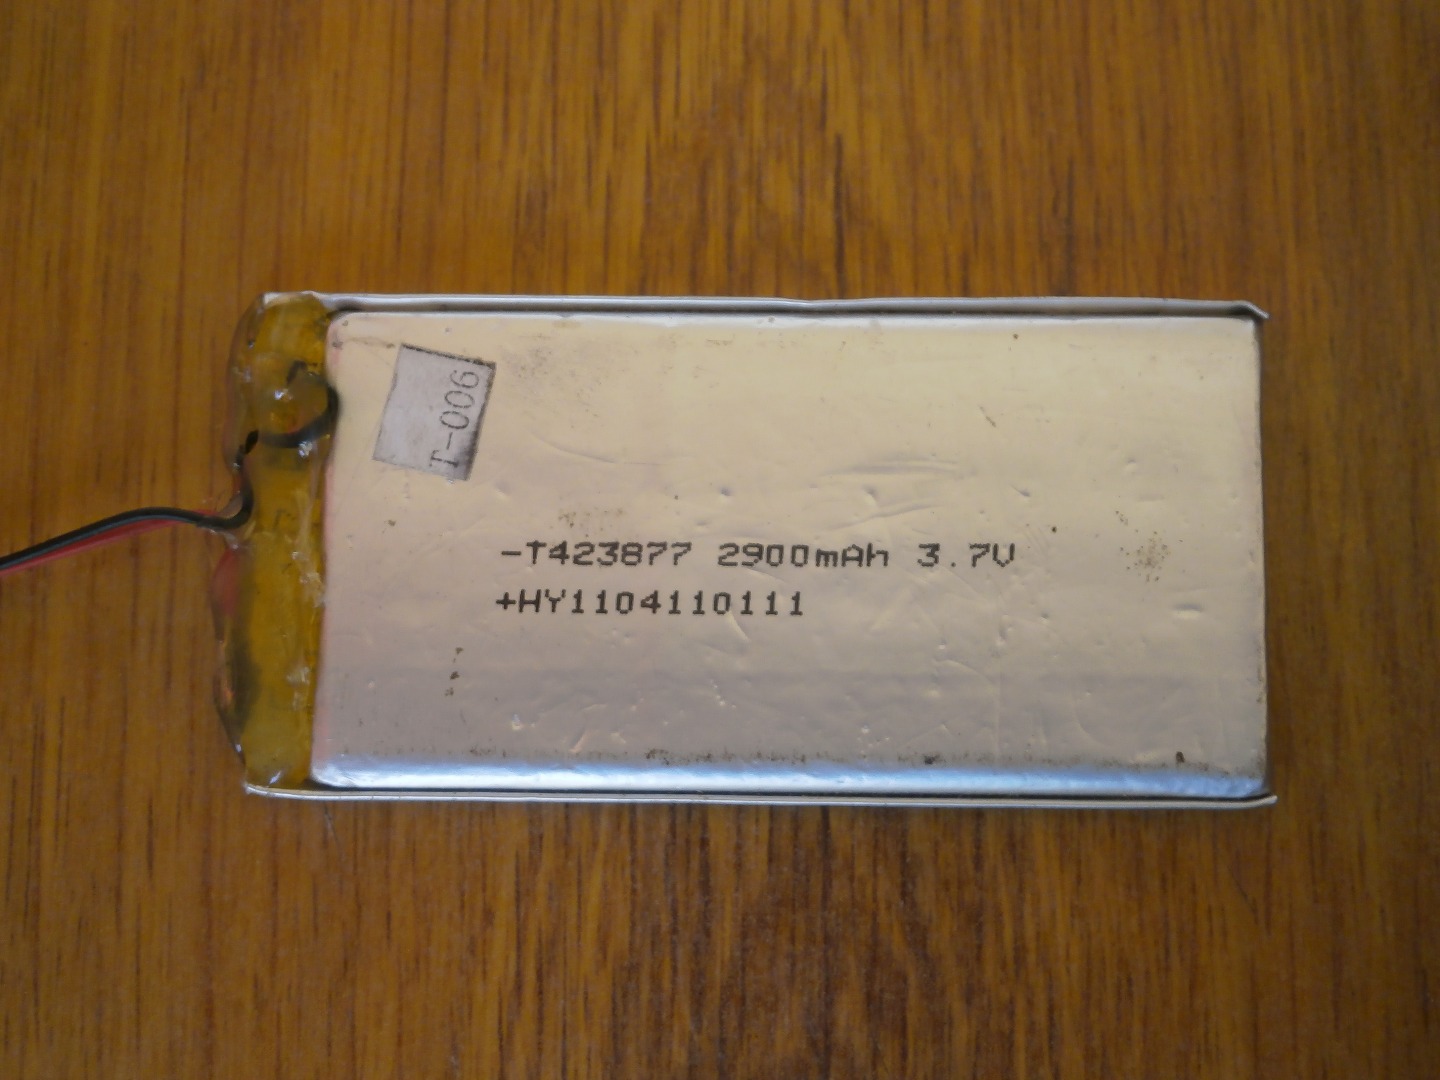 T-006
-T423877 2900mAh 3.7V
+HY1104110111